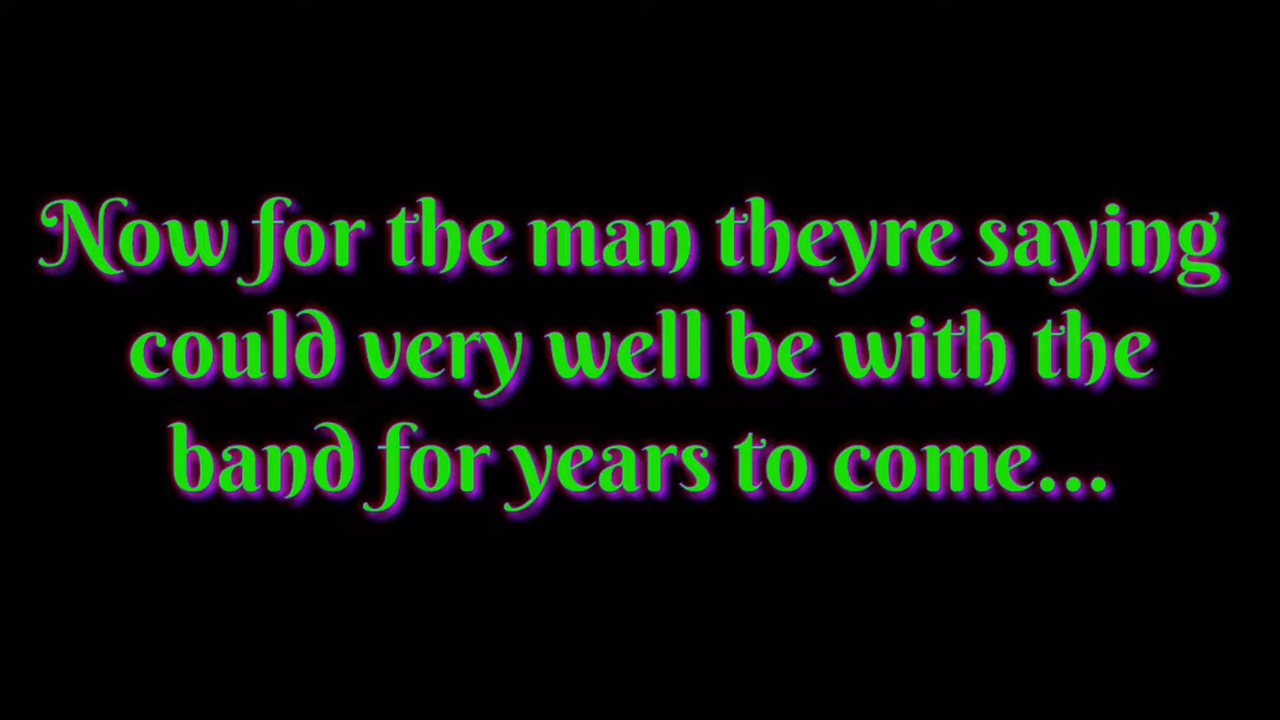 Now for the man theyre saying
could very well be with the
band for years to come...